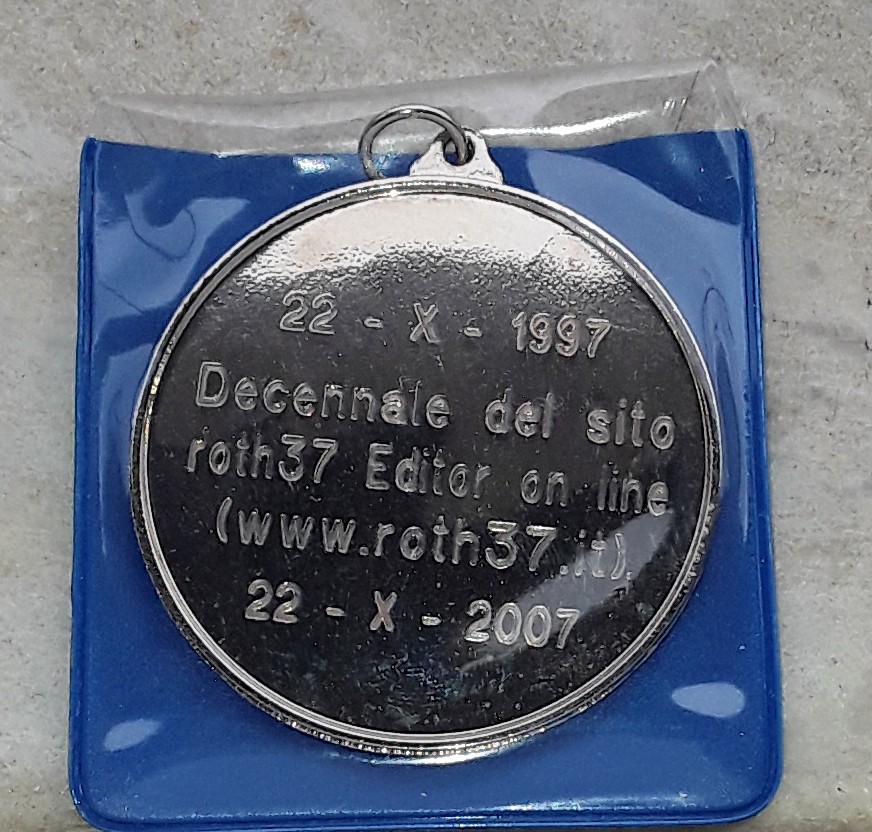 22 - X - 1997
Decennale del sito
roth37 Editor on line
(www.roth37.it)
22 - X - 2007